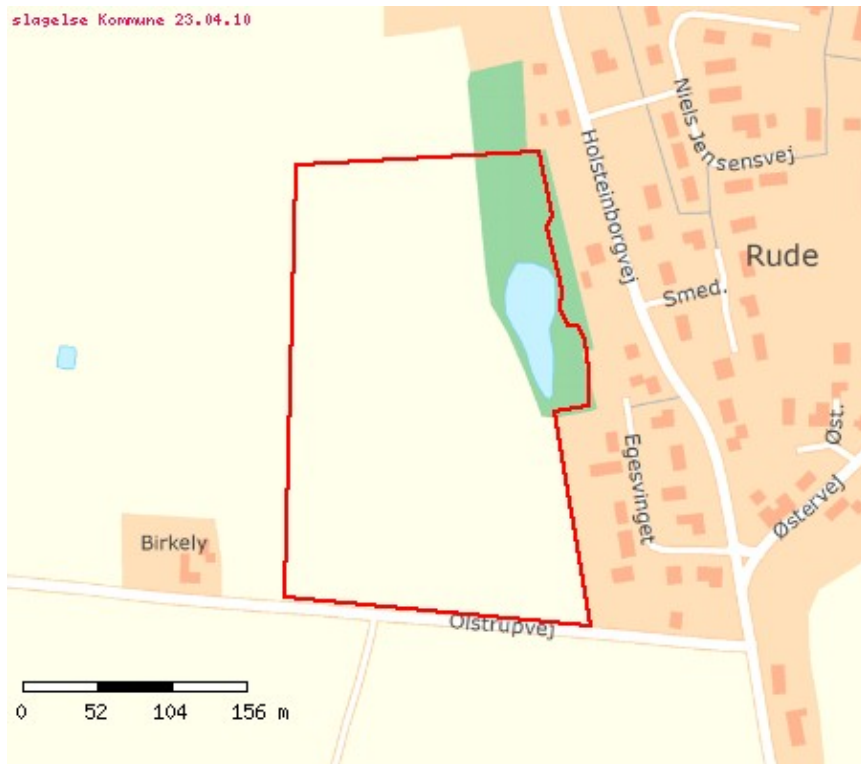 slagelse Kommune 23.04.10
Niels Jensensvej
Holsteinborgvej
Rude
Smed.
Øst.
Egesvinget
Østervej
Birkely
Olstrupvej
0 52 104 156 m